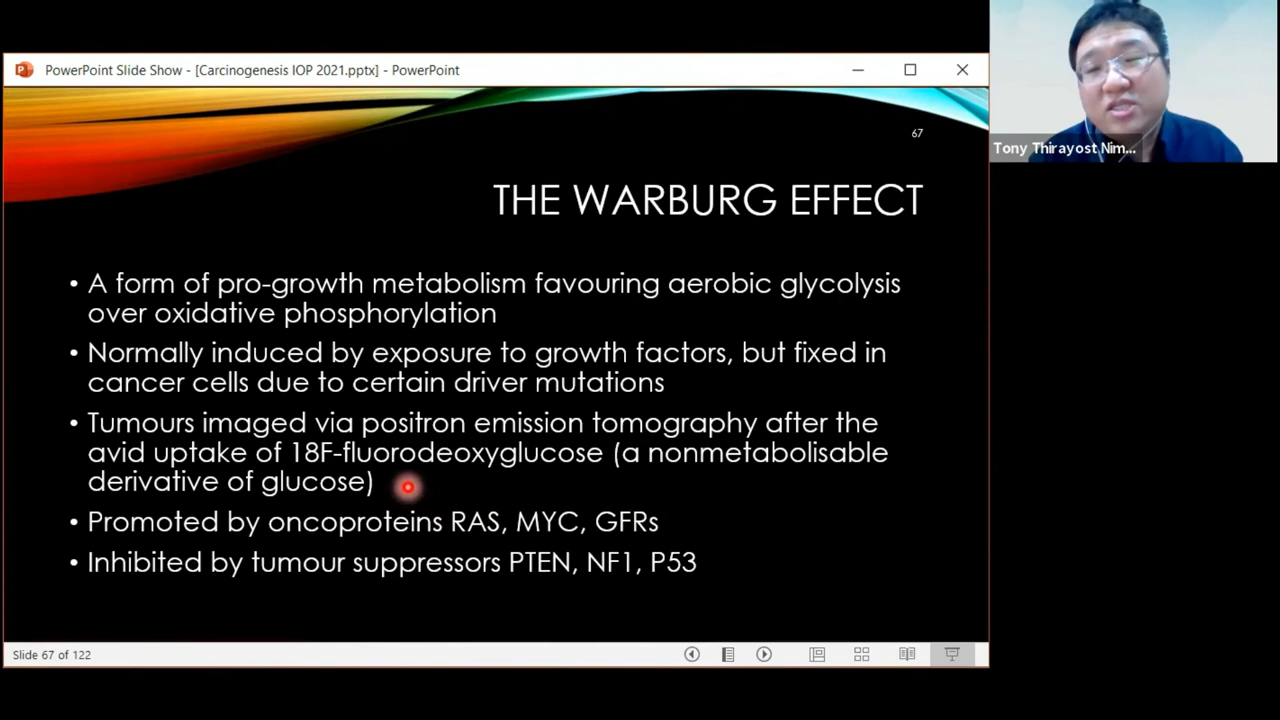 PowerPoint Slide Show - [Carcinogenesis IOP 2021.pptx] - PowerPoint
Tony Thirayost Nim...
67
THE WARBURG EFFECT
• A form of pro-growth metabolism favouring aerobic glycolysis
over oxidative phosphorylation
• Normally induced by exposure to growth factors, but fixed in
cancer cells due to certain driver mutations
• Tumours imaged via positron emission tomography after the
avid uptake of 18F-fluorodeoxyglucose (a nonmetabolisable
derivative of glucose)
• Promoted by oncoproteins RAS, MYC, GFRs
• Inhibited by tumour suppressors PTEN, NF1, P53
Slide 67 of 122